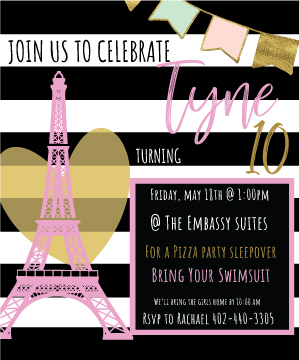 JOIN US TO CELEBRATE
Tyne
TURNING 10
FRIDAY, MAY 18TH @ 1:00PM
@ THE EMBASSY SUITES
FOR A PIZZA PARTY SLEEPOVER
BRING YOUR SWIMSUIT
WE'LL BRING THE GIRLS HOME BY 10:00 AM
RSVP TO RACHAEL 402-440-3305